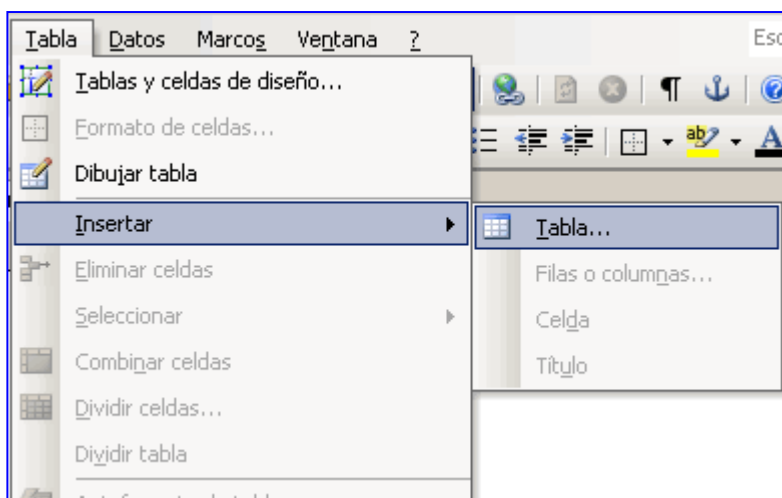 Tabla Datos Marcos Ventana ?
Esc
Tablas y celdas de diseño...
Formato de celdas...
Dibujar tabla
Insertar
Tabla...
Eliminar celdas
Filas o columnas...
Seleccionar
Celda
Combinar celdas
Título
Dividir celdas...
Dividir tabla